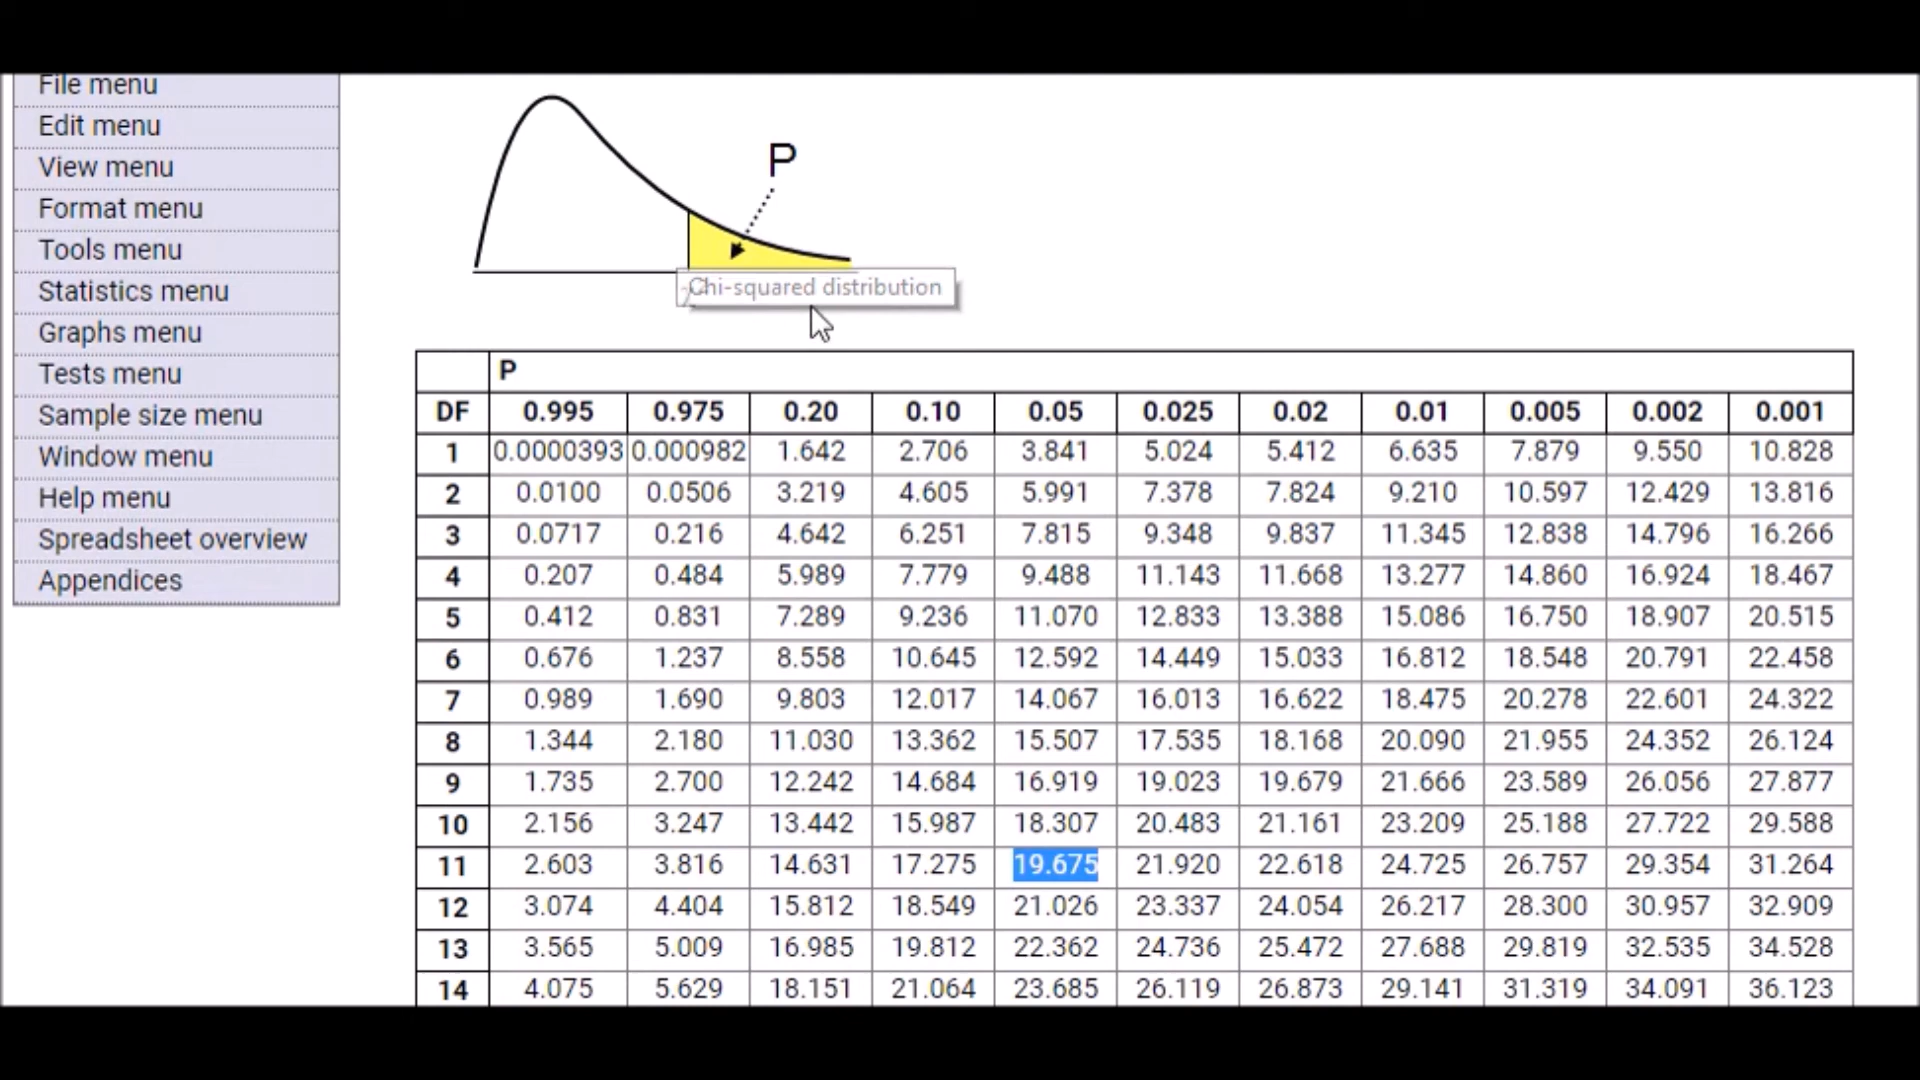 File menu
Edit menu
View menu
Format menu
Tools menu
Statistics menu
Graphs menu
Tests menu
Sample size menu
Window menu
Help menu
Spreadsheet overview
Appendices
P
Chi-squared distribution
P
DF 0.995 0.975 0.20 0.10 0.05 0.025 0.02 0.01 0.005 0.002 0.001
1 0.0000393 0.000982 1.642 2.706 3.841 5.024 5.412 6.635 7.879 9.550 10.828
2 0.0100 0.0506 3.219 4.605 5.991 7.378 7.824 9.210 10.597 12.429 13.816
3 0.0717 0.216 4.642 6.251 7.815 9.348 9.837 11.345 12.838 14.796 16.266
4 0.207 0.484 5.989 7.779 9.488 11.143 11.668 13.277 14.860 16.924 18.467
5 0.412 0.831 7.289 9.236 11.070 12.833 13.388 15.086 16.750 18.907 20.515
6 0.676 1.237 8.558 10.645 12.592 14.449 15.033 16.812 18.548 20.791 22.458
7 0.989 1.690 9.803 12.017 14.067 16.013 16.622 18.475 20.278 22.601 24.322
8 1.344 2.180 11.030 13.362 15.507 17.535 18.168 20.090 21.955 24.352 26.124
9 1.735 2.700 12.242 14.684 16.919 19.023 19.679 21.666 23.589 26.056 27.877
10 2.156 3.247 13.442 15.987 18.307 20.483 21.161 23.209 25.188 27.722 29.588
11 2.603 3.816 14.631 17.275 19.675 21.920 22.618 24.725 26.757 29.354 31.264
12 3.074 4.404 15.812 18.549 21.026 23.337 24.054 26.217 28.300 30.957 32.909
13 3.565 5.009 16.985 19.812 22.362 24.736 25.472 27.688 29.819 32.535 34.528
14 4.075 5.629 18.151 21.064 23.685 26.119 26.873 29.141 31.319 34.091 36.123